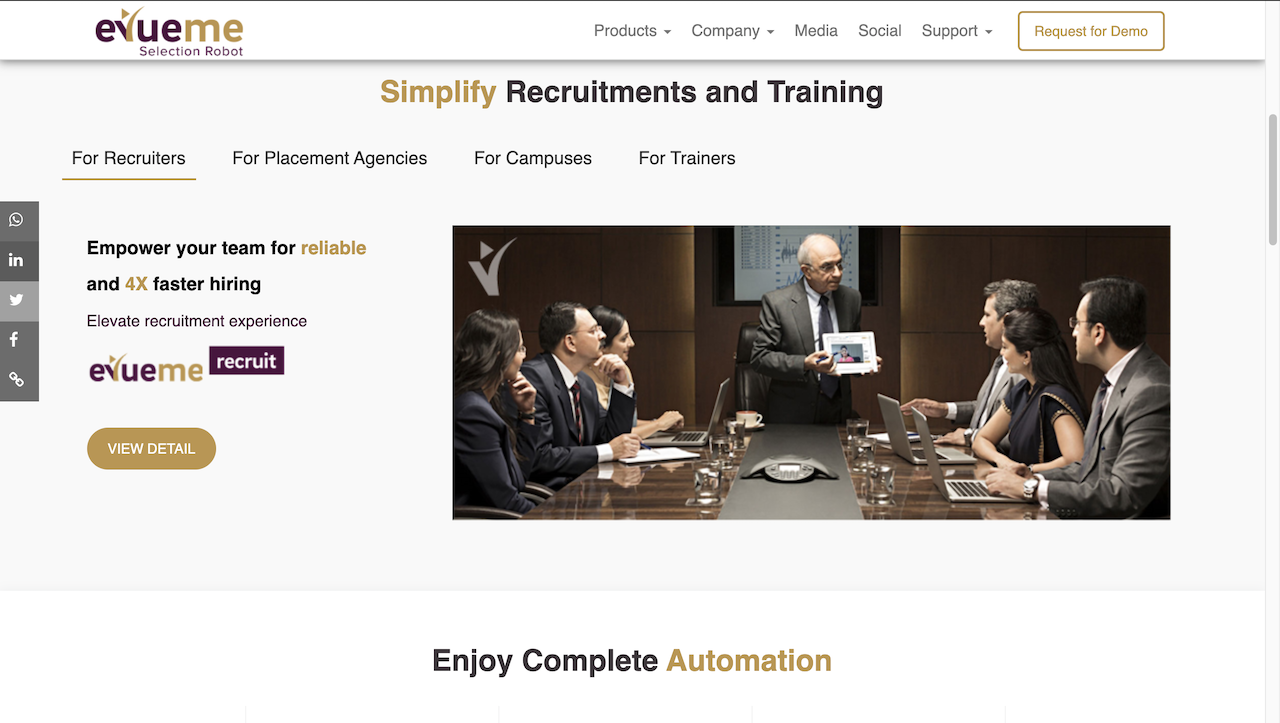 evueme
Selection Robot
Products
Company
Media
Social
Support
Request for Demo
Simplify Recruitments and Training
For Recruiters
For Placement Agencies
For Campuses
For Trainers
Empower your team for reliable
and 4X faster hiring
Elevate recruitment experience
evueme recruit
VIEW DETAIL
Enjoy Complete Automation